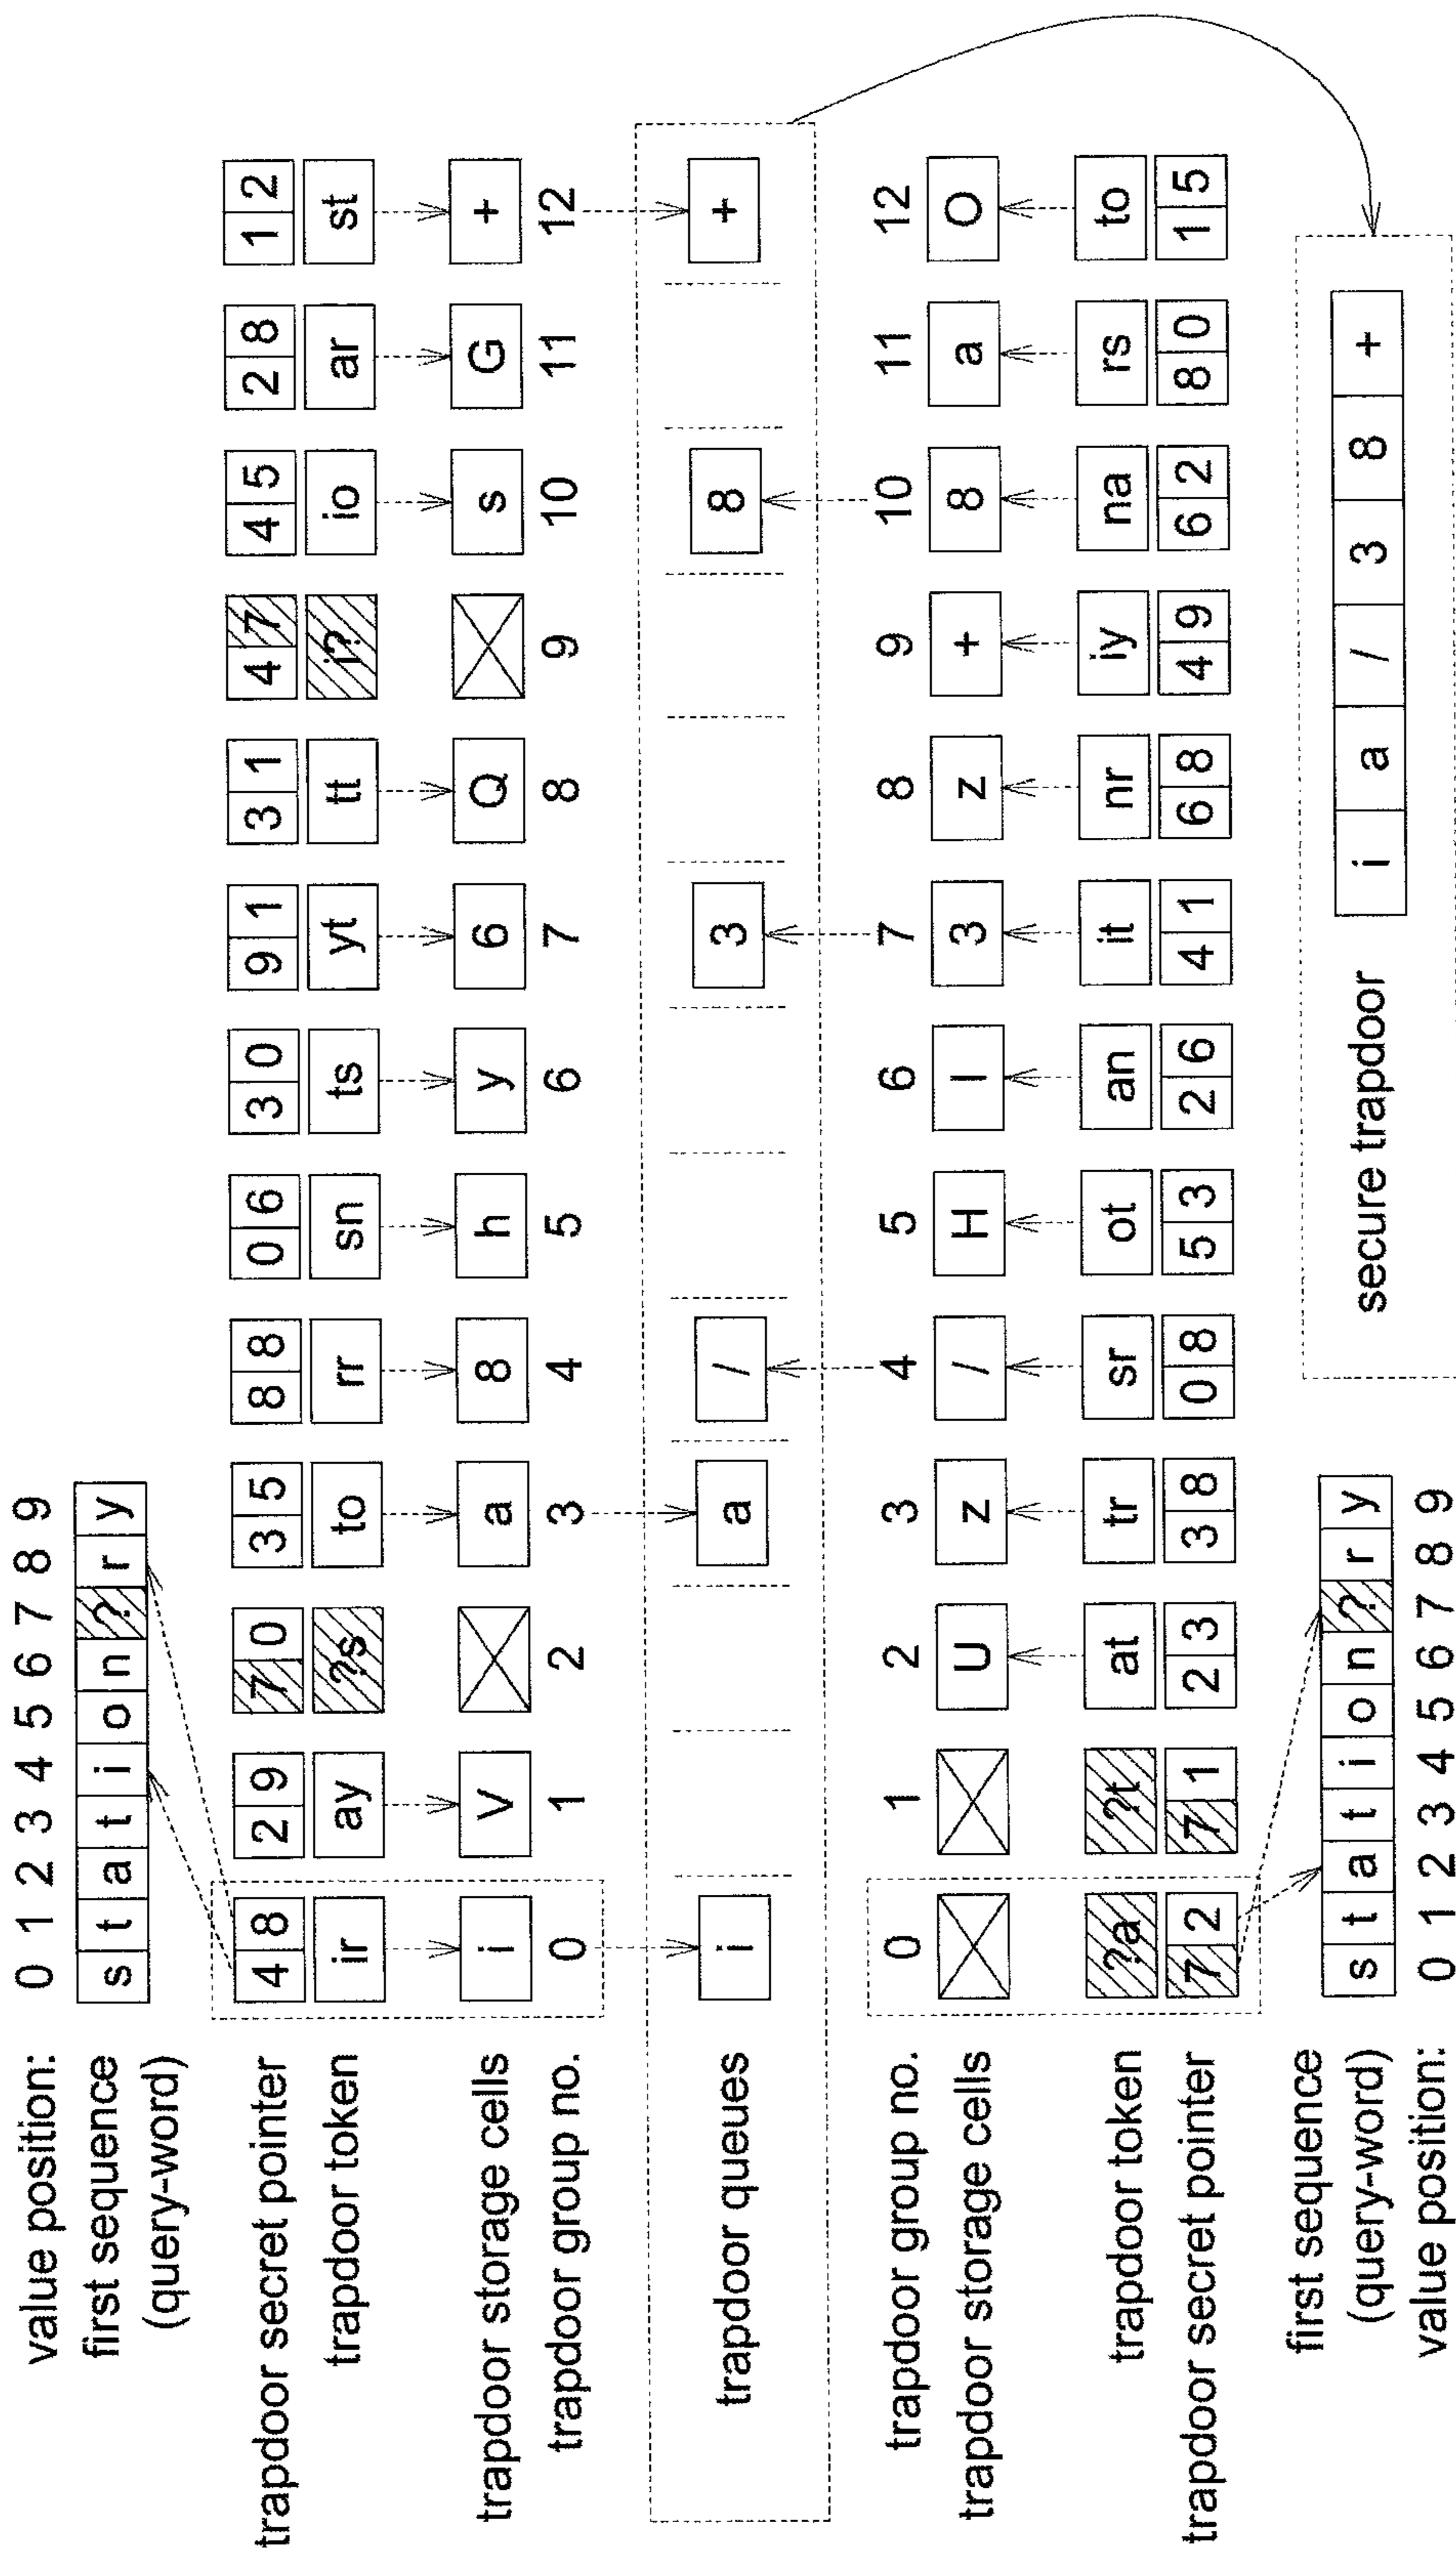 value position: 0 1 2 3 4 5 6 7 8 9
first sequence s t a t i o n ? r y
(query-word)
trapdoor secret pointer 4 8 2 9 7 0 3 5 8 8 0 6 3 0 9 1 3 1 4 7 4 5 2 8 1 2
trapdoor token ir ay ?s to rr sn ts yt tt i? io ar st
trapdoor storage cells i V a 8 h y 6 Q s G +
trapdoor group no. 0 1 2 3 4 5 6 7 8 9 10 11 12
trapdoor queues i a / 3 8 +
trapdoor group no. 0 1 2 3 4 5 6 7 8 9 10 11 12
trapdoor storage cells U z / H I 3 z + 8 a O
trapdoor token ?a ?t at tr sr ot an it nr iy na rs to
trapdoor secret pointer 7 2 7 1 2 3 3 8 0 8 5 3 2 6 4 1 6 8 4 9 6 2 8 0 1 5
first sequence s t a t i o n ? r y
(query-word)
value position: 0 1 2 3 4 5 6 7 8 9
secure trapdoor i a / 3 8 +